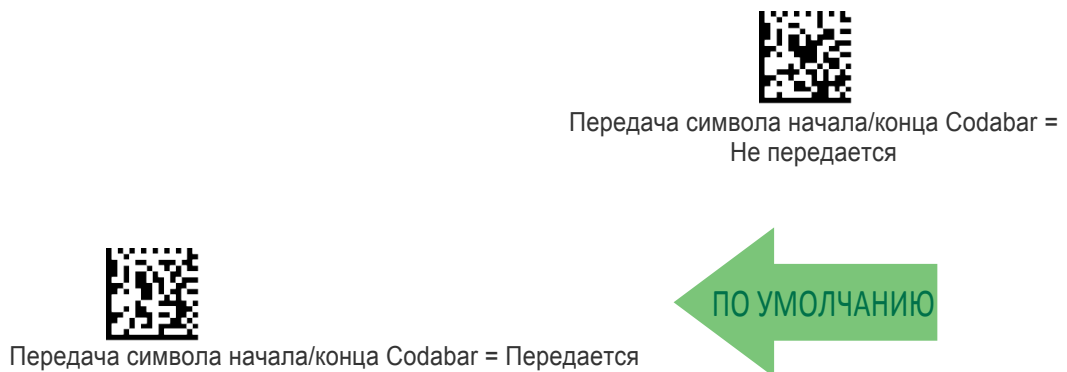 Передача символа начала/конца Codabar =
Не передается
ПО УМОЛЧАНИЮ
Передача символа начала/конца Codabar = Передается